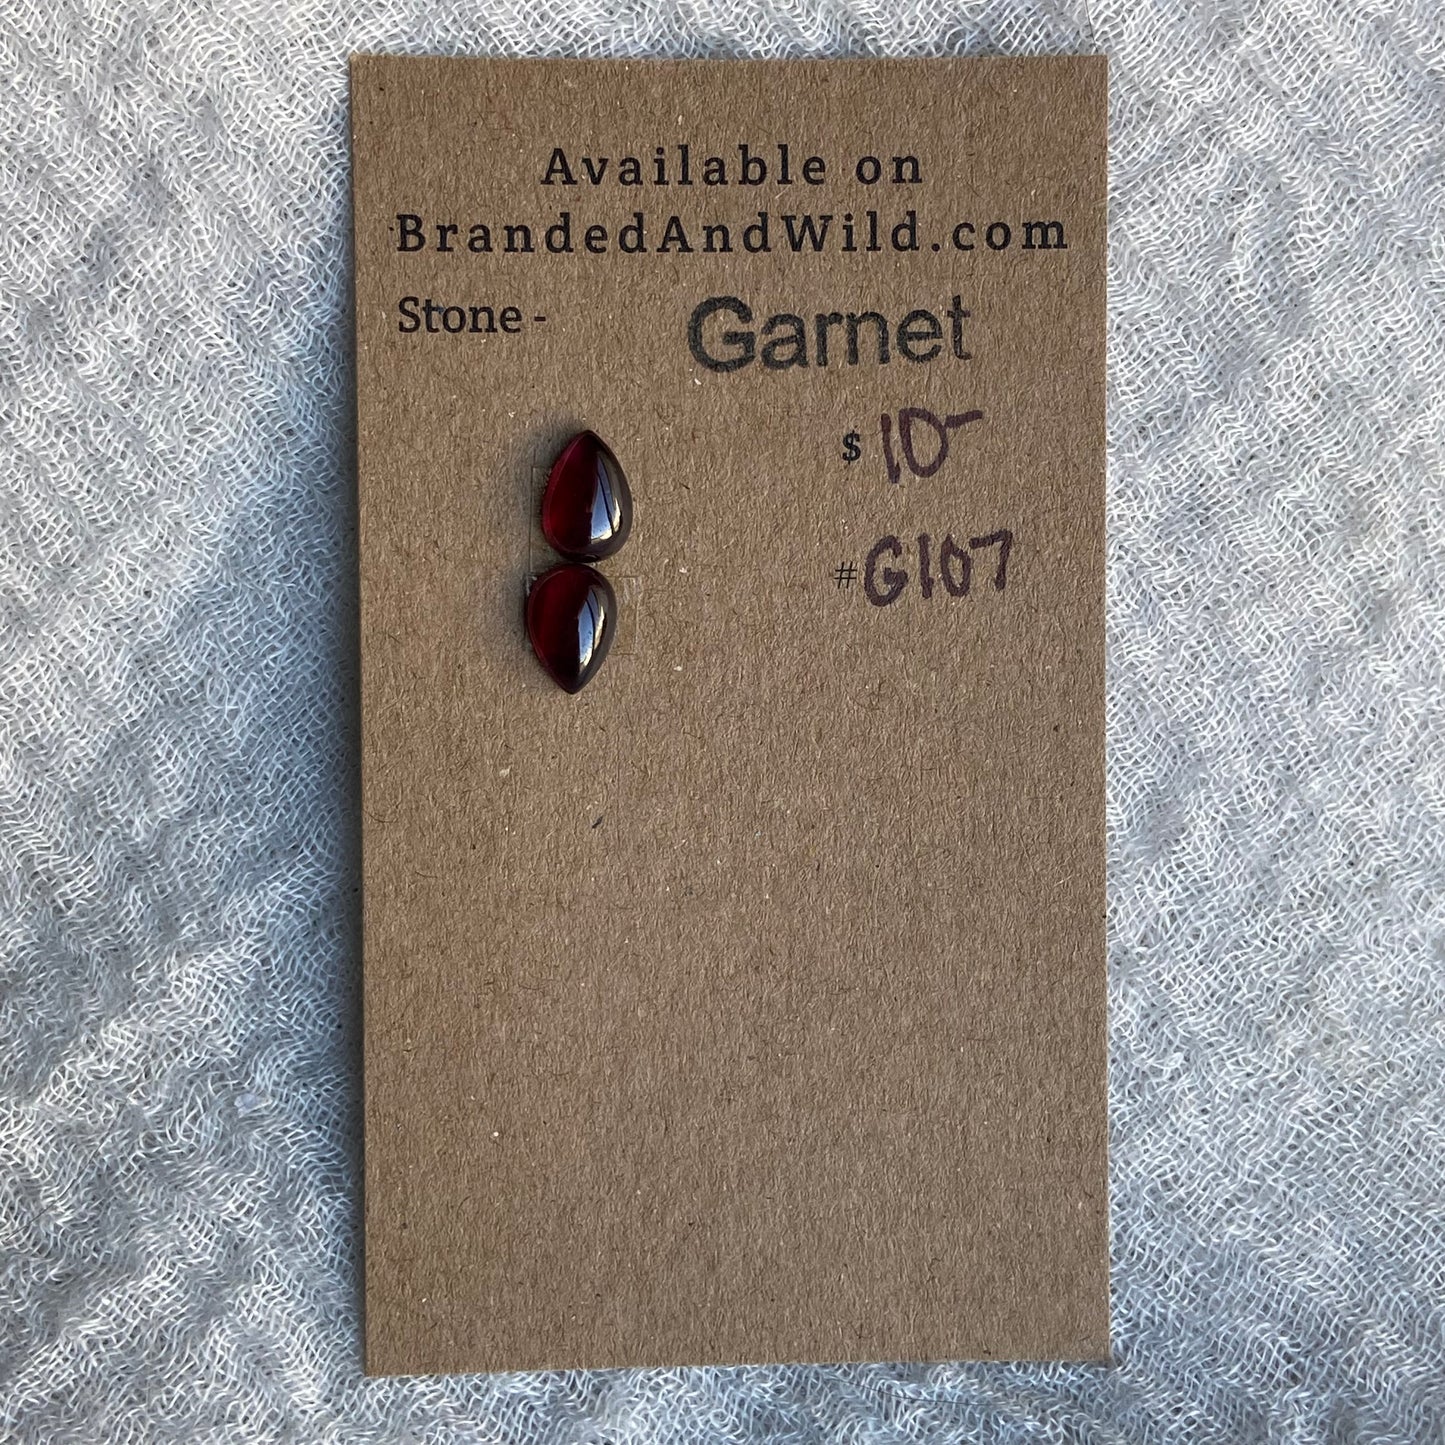 Available on
BrandedAndWild.com
Stone - Garnet
$ 10-
# G107